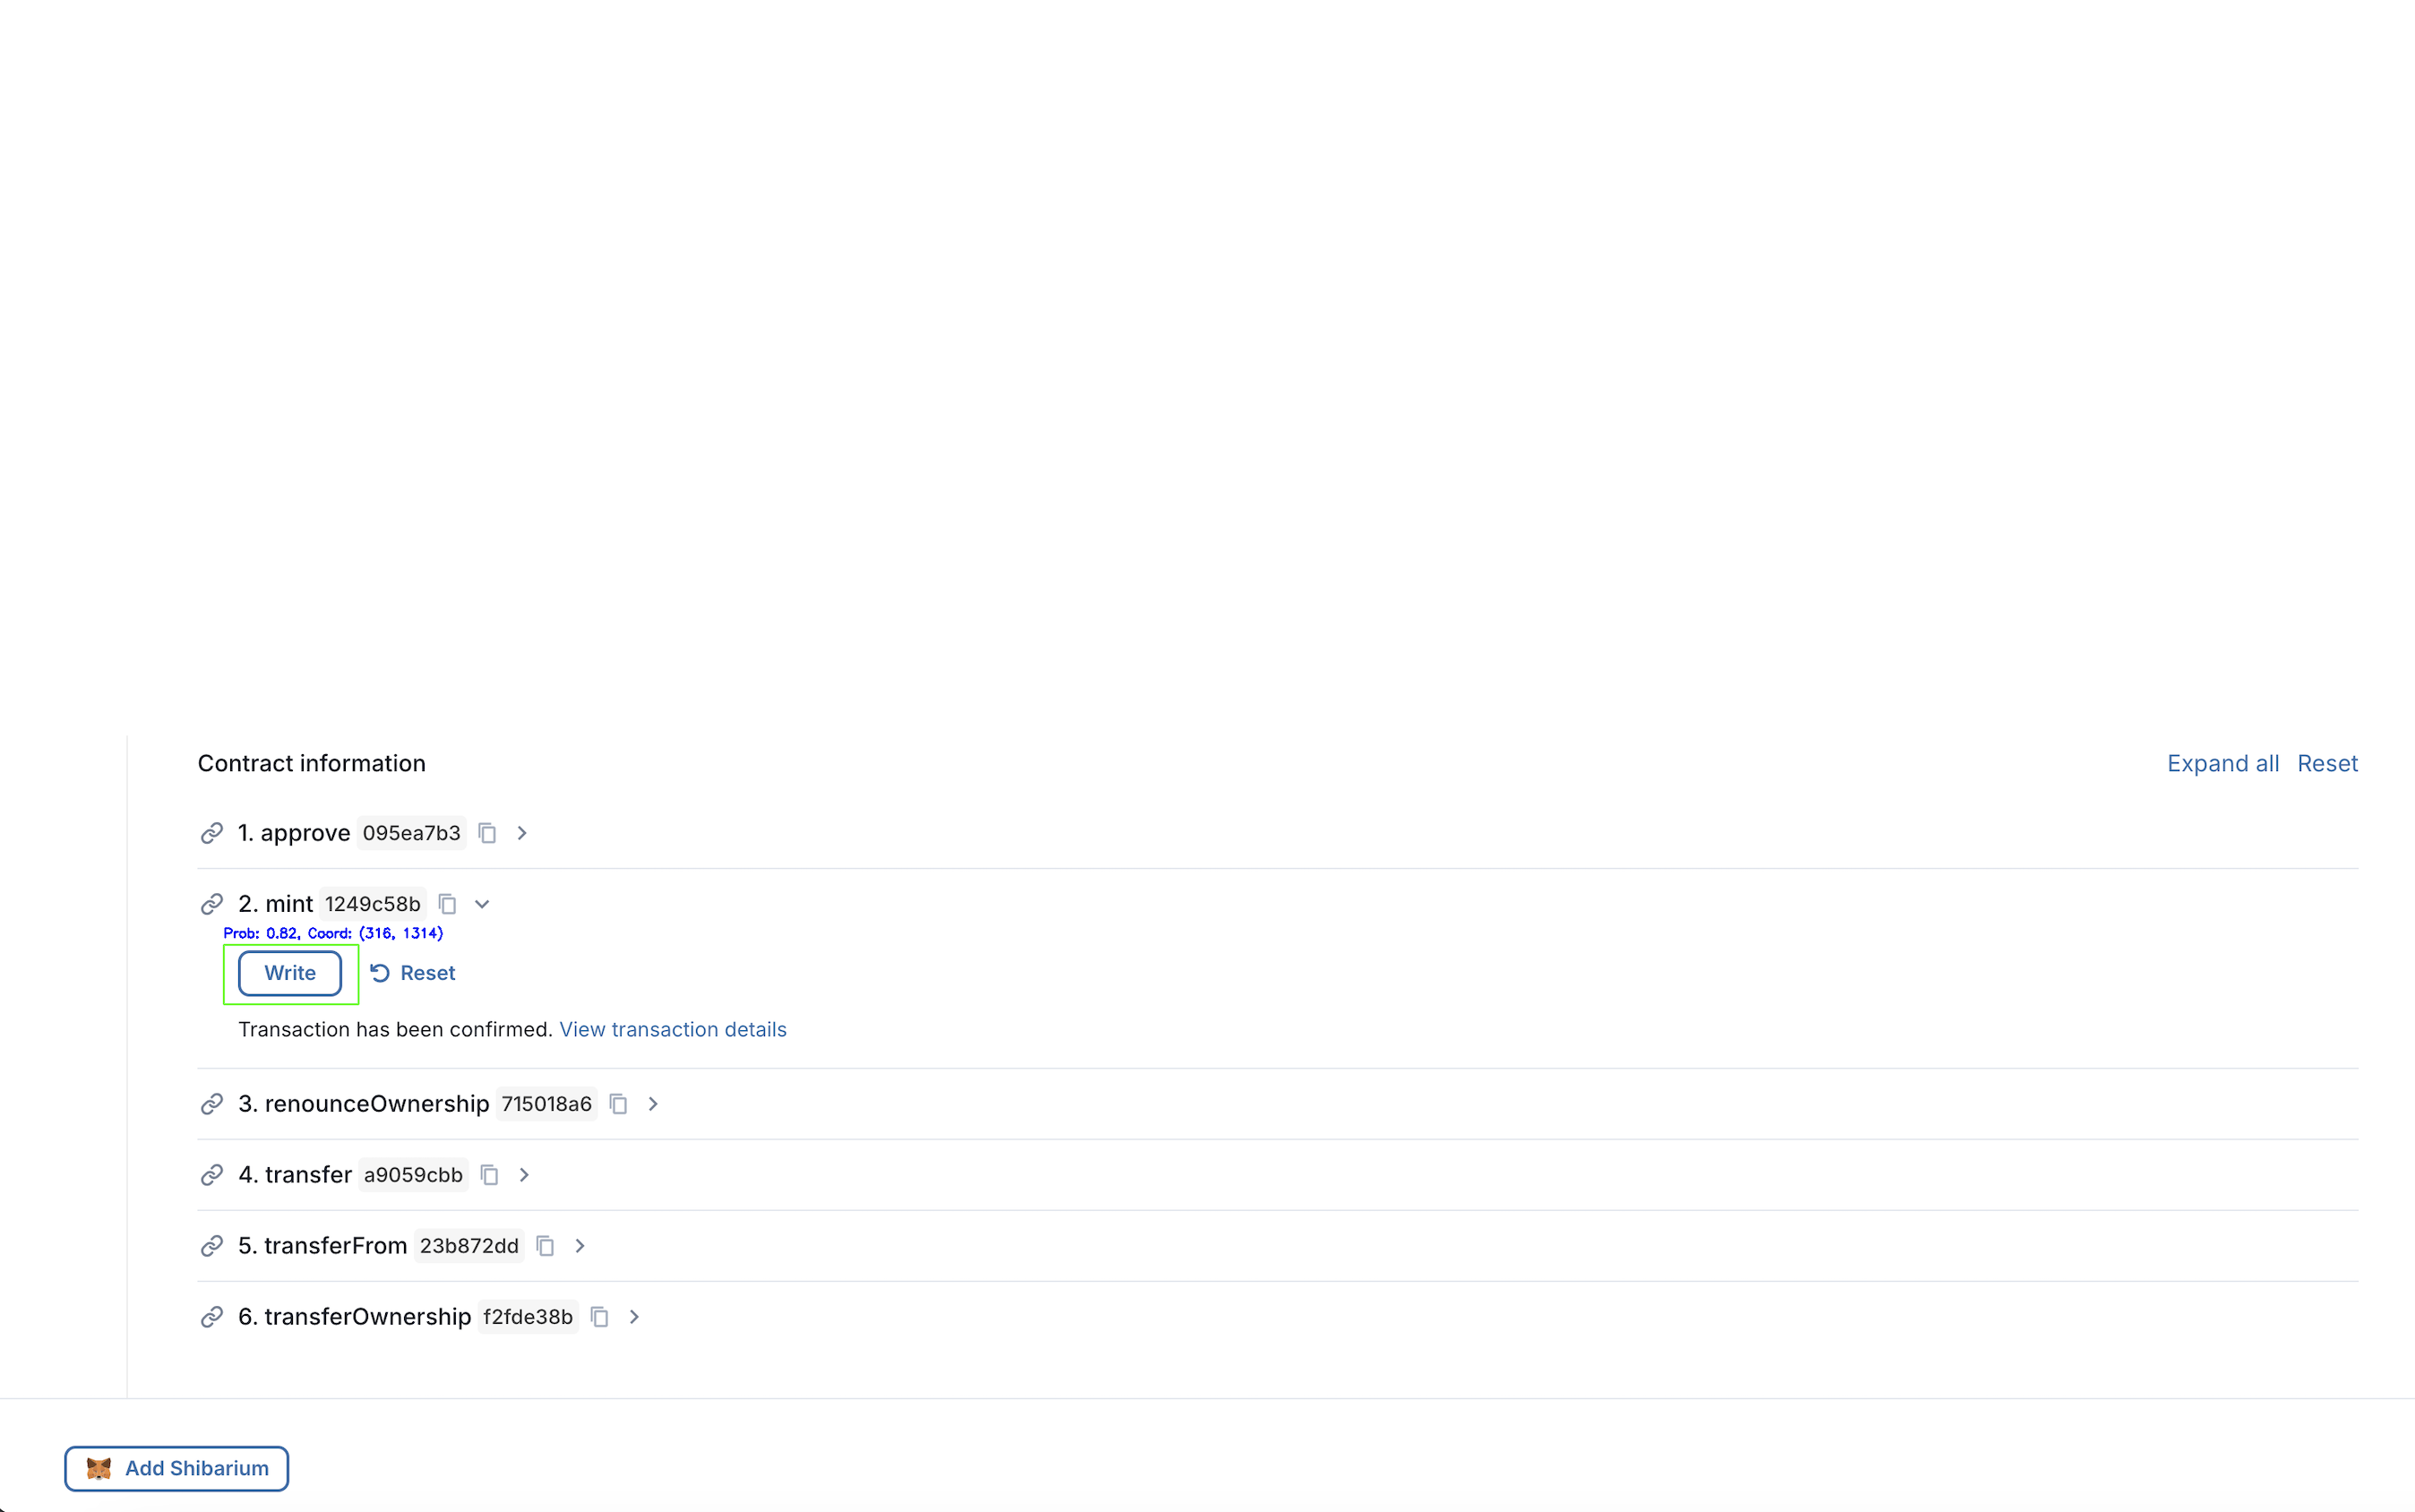 Contract information Expand all Reset
1. approve 095ea7b3
2. mint 1249c58b
Prob: 0.82, Coord: (316, 1314)
Write Reset
Transaction has been confirmed. View transaction details
3. renounceOwnership 715018a6
4. transfer a9059cbb
5. transferFrom 23b872dd
6. transferOwnership f2fde38b
Add Shibarium